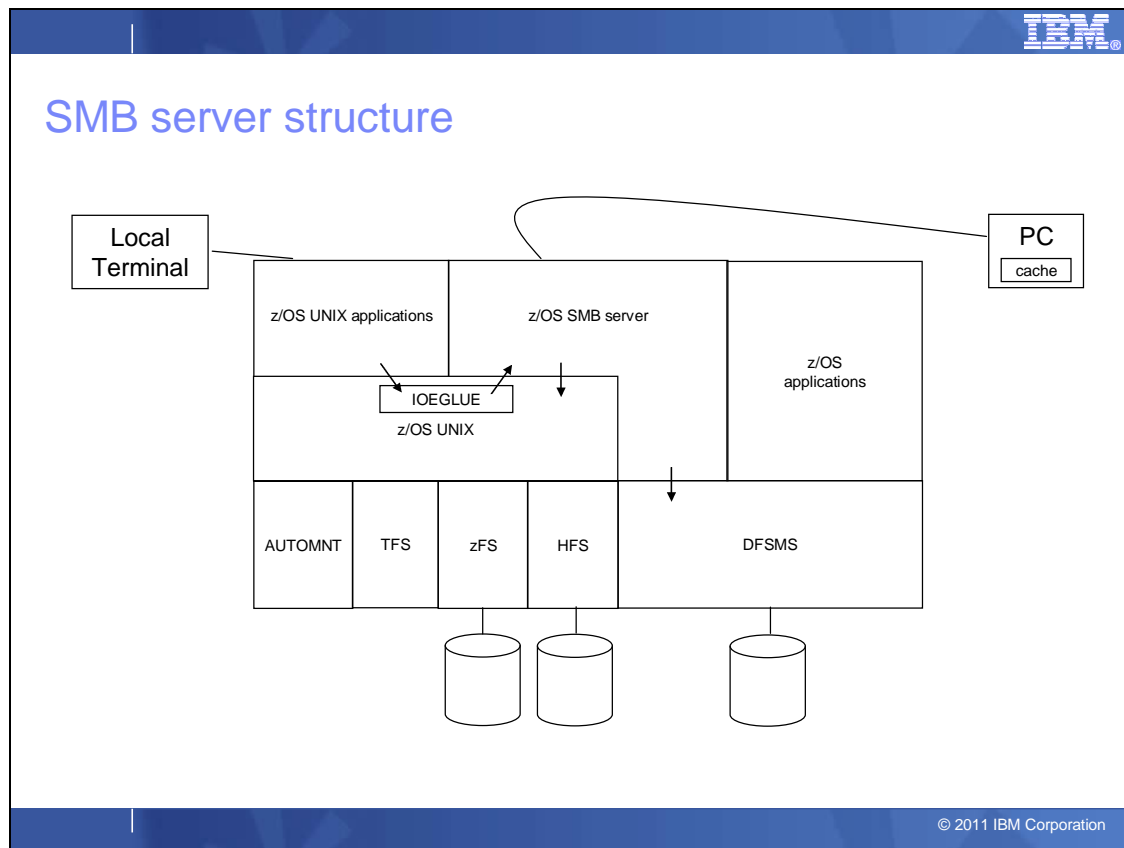 IBM®
SMB server structure
Local
Terminal
PC
cache
z/OS UNIX applications
z/OS SMB server
z/OS
applications
IOEGLUE
z/OS UNIX
AUTOMNT
TFS
zFS
HFS
DFSMS
© 2011 IBM Corporation